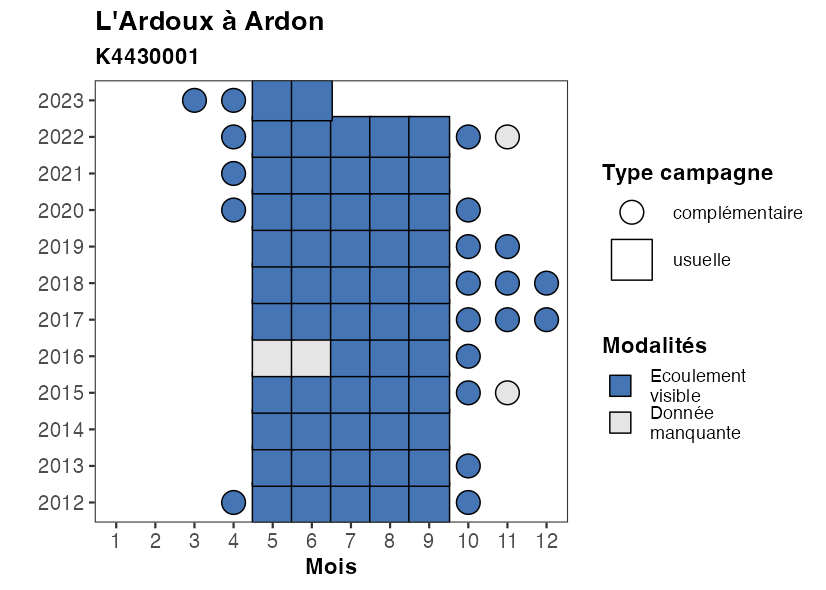 L'Ardoux à Ardon
K4430001
2023
2022
2021
2020
2019
2018
2017
2016
2015
2014
2013
2012
1 2 3 4 5 6 7 8 9 10 11 12
Mois
Type campagne
complémentaire
usuelle
Modalités
Ecoulement
visible
Donnée
manquante